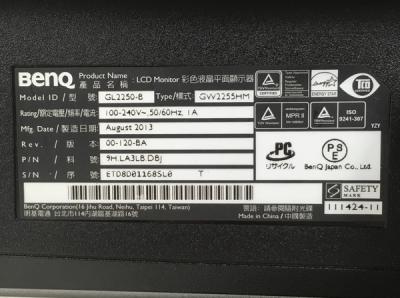 BenQ Product Name : LCD Monitor 彩色液晶平面顯示器
Model ID / 型 號: GL2250-B Type/樣式: GW2255HM
Rating/額定電壓/頻率/電流: 100-240V~,50/60Hz, 1A
Mfg. Date / 製造日期: August 2013
Rev. / 版 本: 00-120-BA
P/N / 料 號: 9H.LA3LB.DBJ
S/N / 序 號: ETD8D01168SL0 T
ENERGY STAR
TCO
MPR II
ISO
9241-307
YZY
PC
リサイクル
PSE
BenQ Japan Co., Ltd.
SAFETY
MARK
111424-11
BenQ Corporation (16 Jihu Road, Neihu, Taipei 114, Taiwan)
明基電通 台北市114內湖區基湖路16號
Made in China / 中國製造
警語: 請參閱隨附光碟